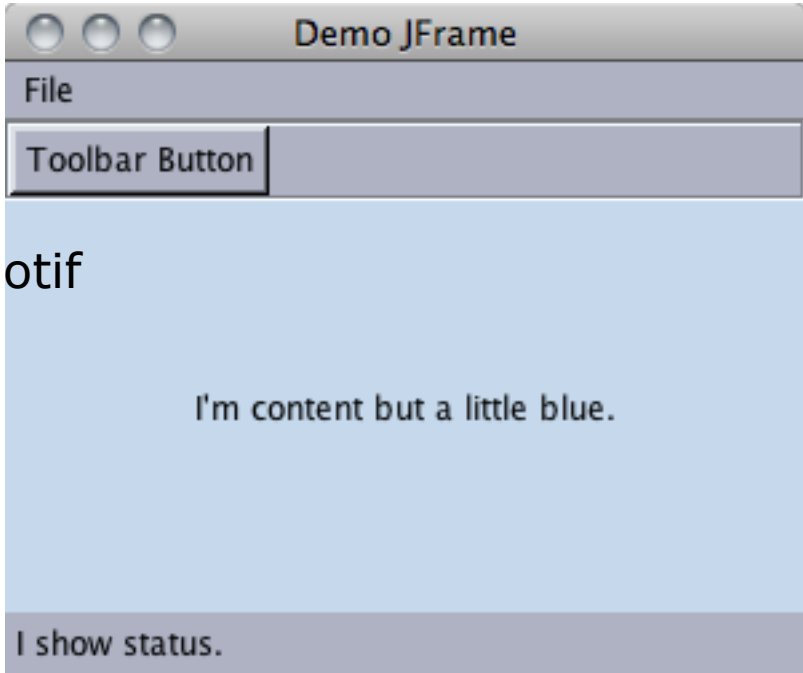 Demo JFrame
File
Toolbar Button
otif
I'm content but a little blue.
I show status.